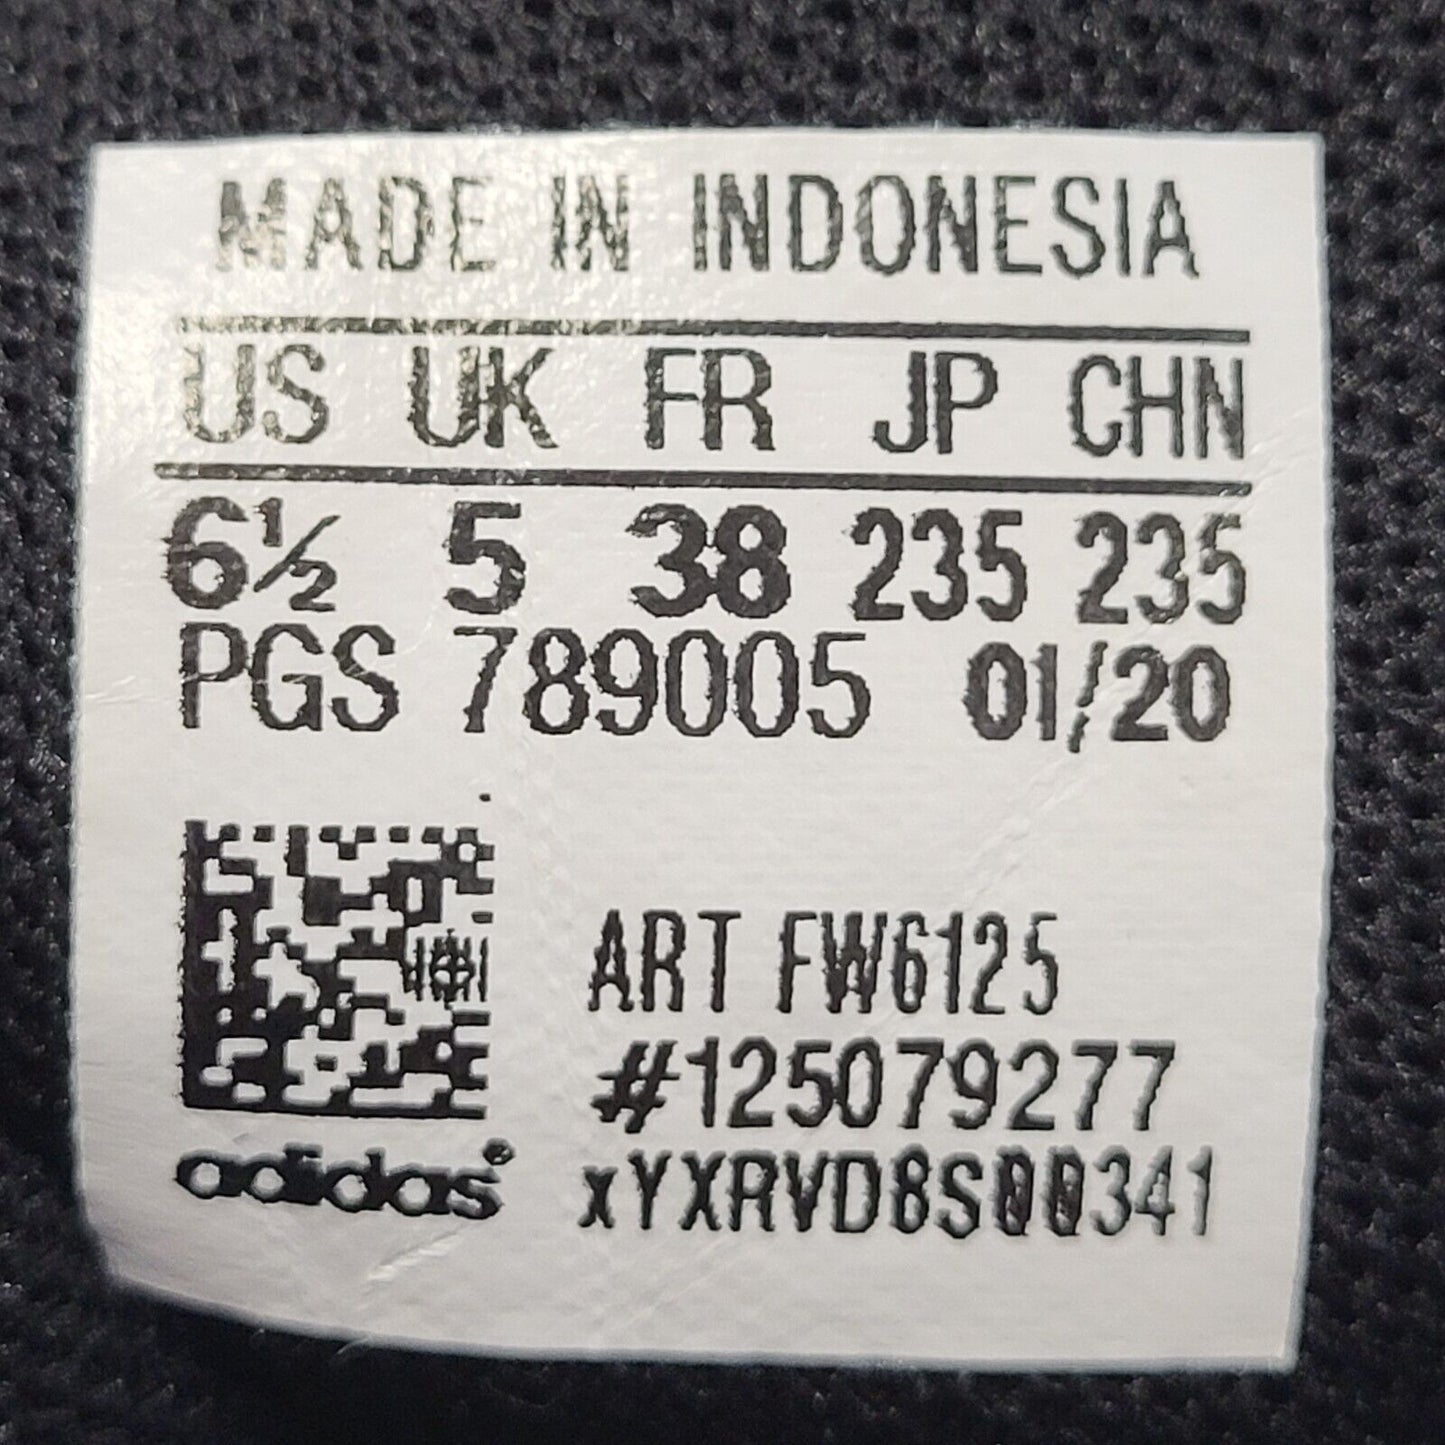 MADE IN INDONESIA
US UK FR JP CHN
6½ 5 38 235 235
PGS 789005 01/20
ART FW6125
#125079277
adidas® xYXRVD8S00341